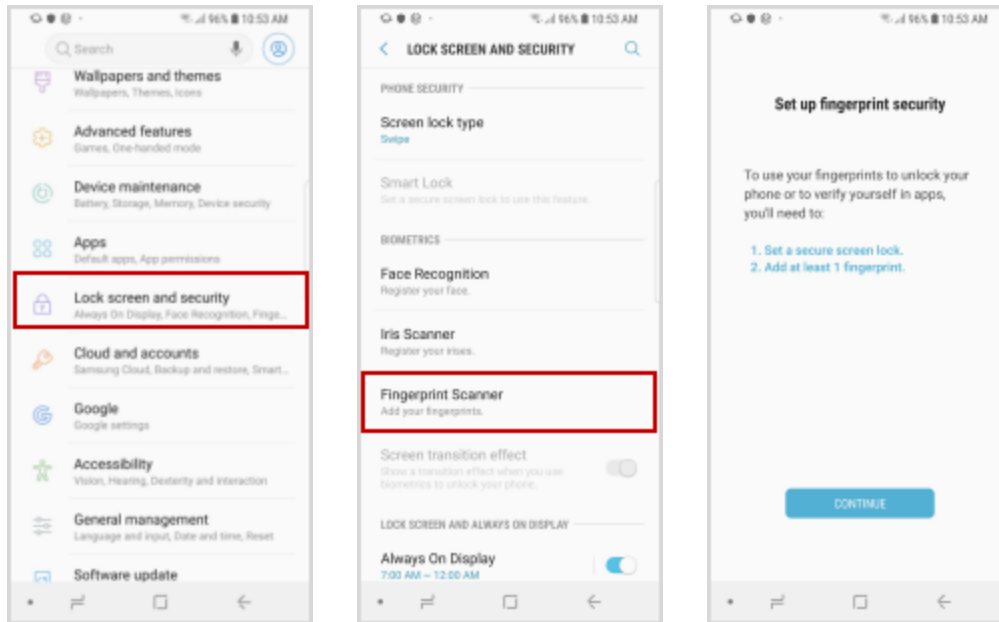 96% 10:53 AM
Search
Wallpapers and themes
Wallpapers, Themes, Icons
Advanced features
Games, One-handed mode
Device maintenance
Battery, Storage, Memory, Device security
Apps
Default apps, App permissions
Lock screen and security
Always On Display, Face Recognition, Finge...
Cloud and accounts
Samsung Cloud, Backup and restore, Smart...
Google
Google settings
Accessibility
Vision, Hearing, Dexterity and interaction
General management
Language and input, Date and time, Reset
Software update
96% 10:53 AM
LOCK SCREEN AND SECURITY
PHONE SECURITY
Screen lock type
Swipe
Smart Lock
Set a secure screen lock to use this feature.
BIOMETRICS
Face Recognition
Register your face.
Iris Scanner
Register your irises.
Fingerprint Scanner
Add your fingerprints.
Screen transition effect
Show a transition effect when you use
biometrics to unlock your phone.
LOCK SCREEN AND ALWAYS ON DISPLAY
Always On Display
7:00 AM – 12:00 AM
96% 10:53 AM
Set up fingerprint security
To use your fingerprints to unlock your
phone or to verify yourself in apps,
you'll need to:
1. Set a secure screen lock.
2. Add at least 1 fingerprint.
CONTINUE